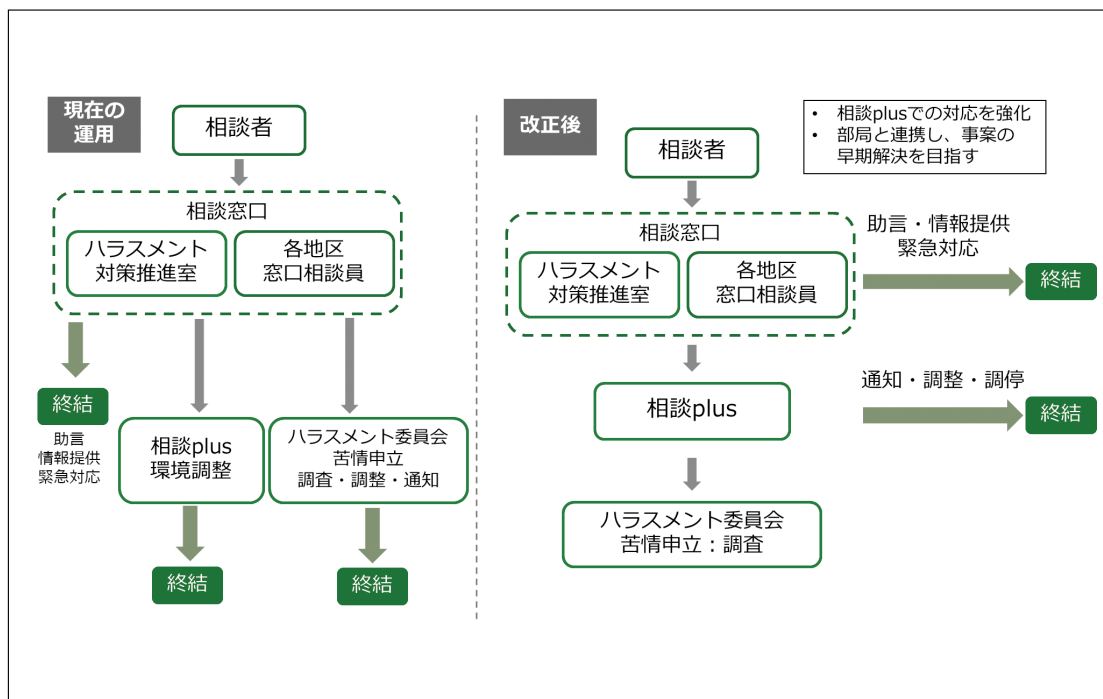 現在の
運用
相談者
相談窓口
ハラスメント
対策推進室
各地区
窓口相談員
終結
助言
情報提供
緊急対応
相談plus
環境調整
ハラスメント委員会
苦情申立
調査・調整・通知
終結
終結
改正後
• 相談plusでの対応を強化
• 部局と連携し、事案の
早期解決を目指す
相談者
相談窓口
ハラスメント
対策推進室
各地区
窓口相談員
助言・情報提供
緊急対応
終結
相談plus
通知・調整・調停
終結
ハラスメント委員会
苦情申立：調査